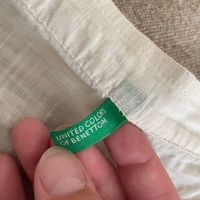 UNITED COLORS
OF BENETTON.